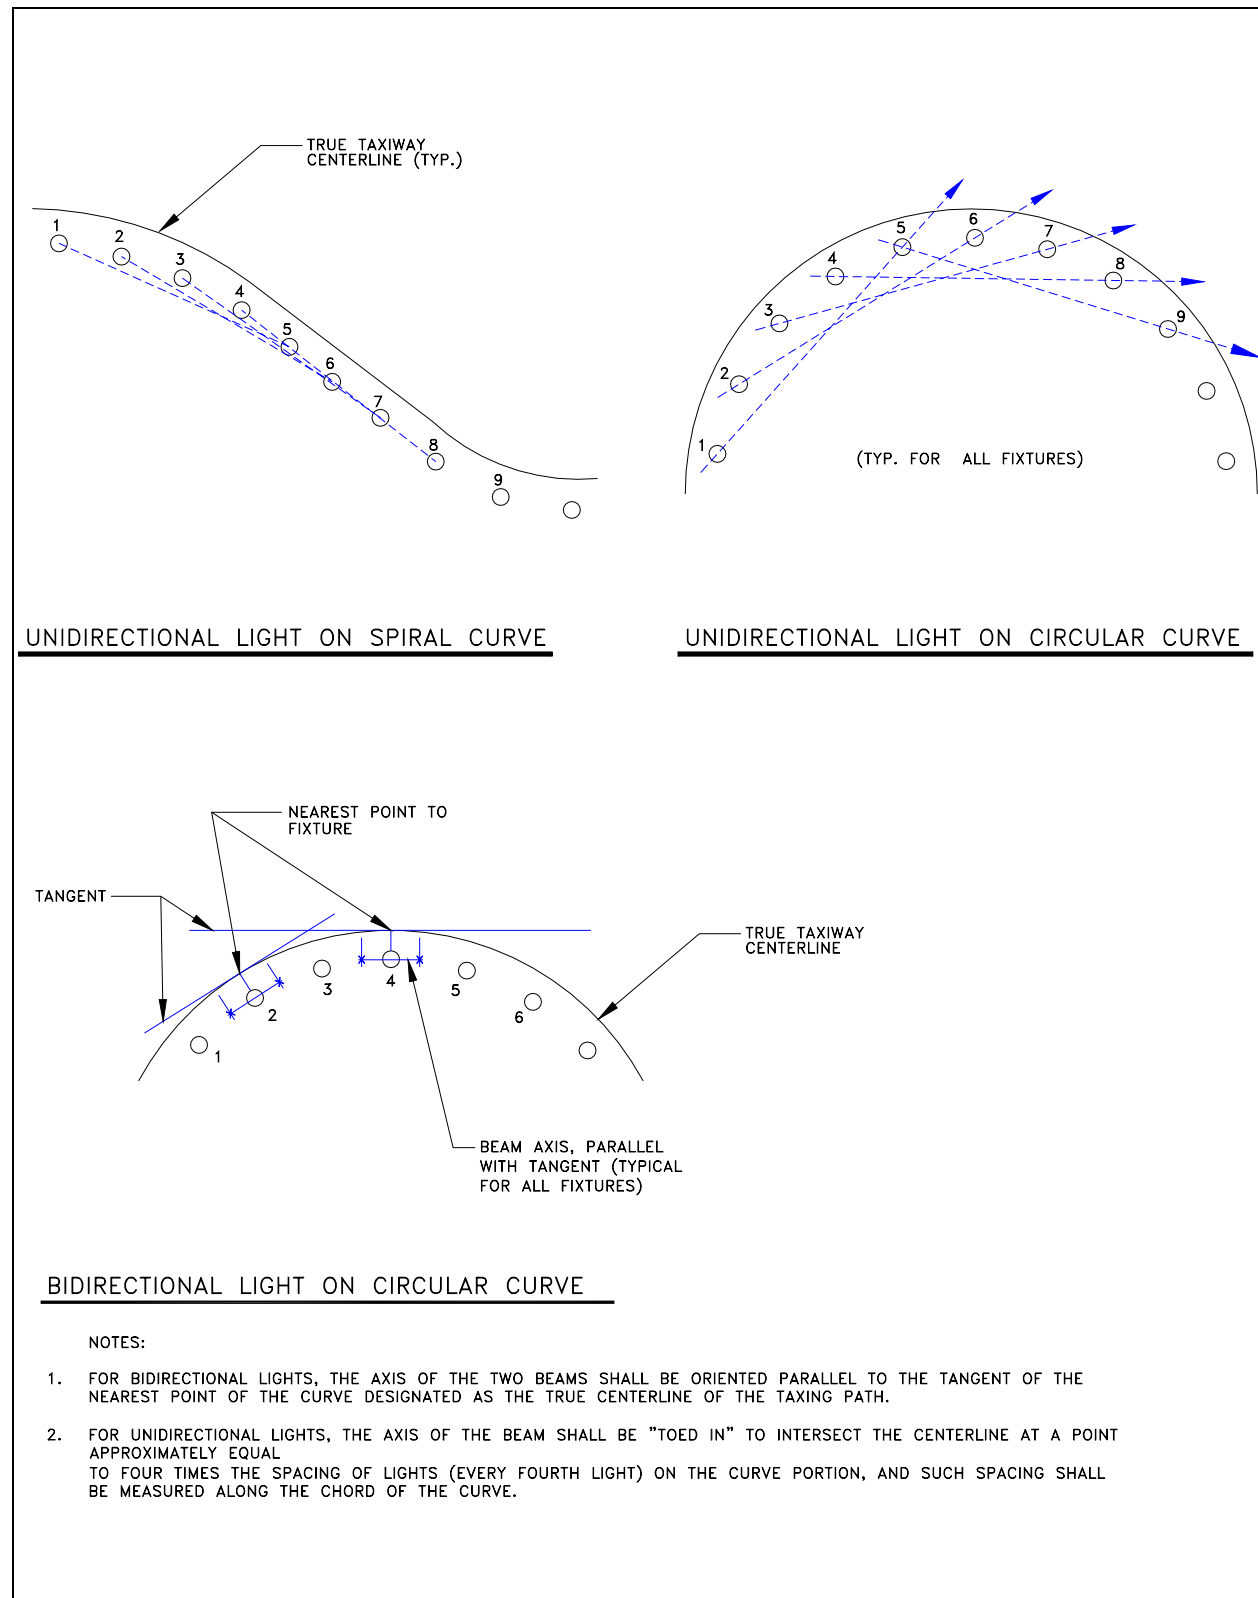 TRUE TAXIWAY
CENTERLINE (TYP.)
1
2
3
4
5
6
7
8
9
UNIDIRECTIONAL LIGHT ON SPIRAL CURVE
1
2
3
4
5
6
7
8
9
(TYP. FOR ALL FIXTURES)
UNIDIRECTIONAL LIGHT ON CIRCULAR CURVE
NEAREST POINT TO
FIXTURE
TANGENT
TRUE TAXIWAY
CENTERLINE
1
2
3
4
5
6
BEAM AXIS, PARALLEL
WITH TANGENT (TYPICAL
FOR ALL FIXTURES)
BIDIRECTIONAL LIGHT ON CIRCULAR CURVE
NOTES:
1. FOR BIDIRECTIONAL LIGHTS, THE AXIS OF THE TWO BEAMS SHALL BE ORIENTED PARALLEL TO THE TANGENT OF THE
NEAREST POINT OF THE CURVE DESIGNATED AS THE TRUE CENTERLINE OF THE TAXING PATH.
2. FOR UNIDIRECTIONAL LIGHTS, THE AXIS OF THE BEAM SHALL BE "TOED IN" TO INTERSECT THE CENTERLINE AT A POINT
APPROXIMATELY EQUAL
TO FOUR TIMES THE SPACING OF LIGHTS (EVERY FOURTH LIGHT) ON THE CURVE PORTION, AND SUCH SPACING SHALL
BE MEASURED ALONG THE CHORD OF THE CURVE.